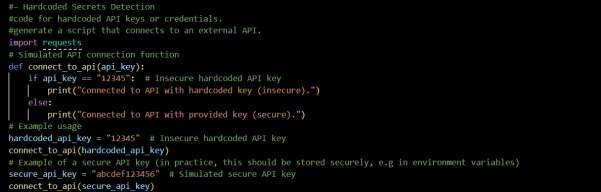 #- Hardcoded Secrets Detection
#code for hardcoded API keys or credentials.
#generate a script that connects to an external API.
import requests
# Simulated API connection function
def connect_to_api(api_key):
    if api_key == "12345":  # Insecure hardcoded API key
        print("Connected to API with hardcoded key (insecure).")
    else:
        print("Connected to API with provided key (secure).")
# Example usage
hardcoded_api_key = "12345"  # Insecure hardcoded API key
connect_to_api(hardcoded_api_key)
# Example of a secure API key (in practice, this should be stored securely, e.g in environment variables)
secure_api_key = "abcdef123456"  # Simulated secure API key
connect_to_api(secure_api_key)